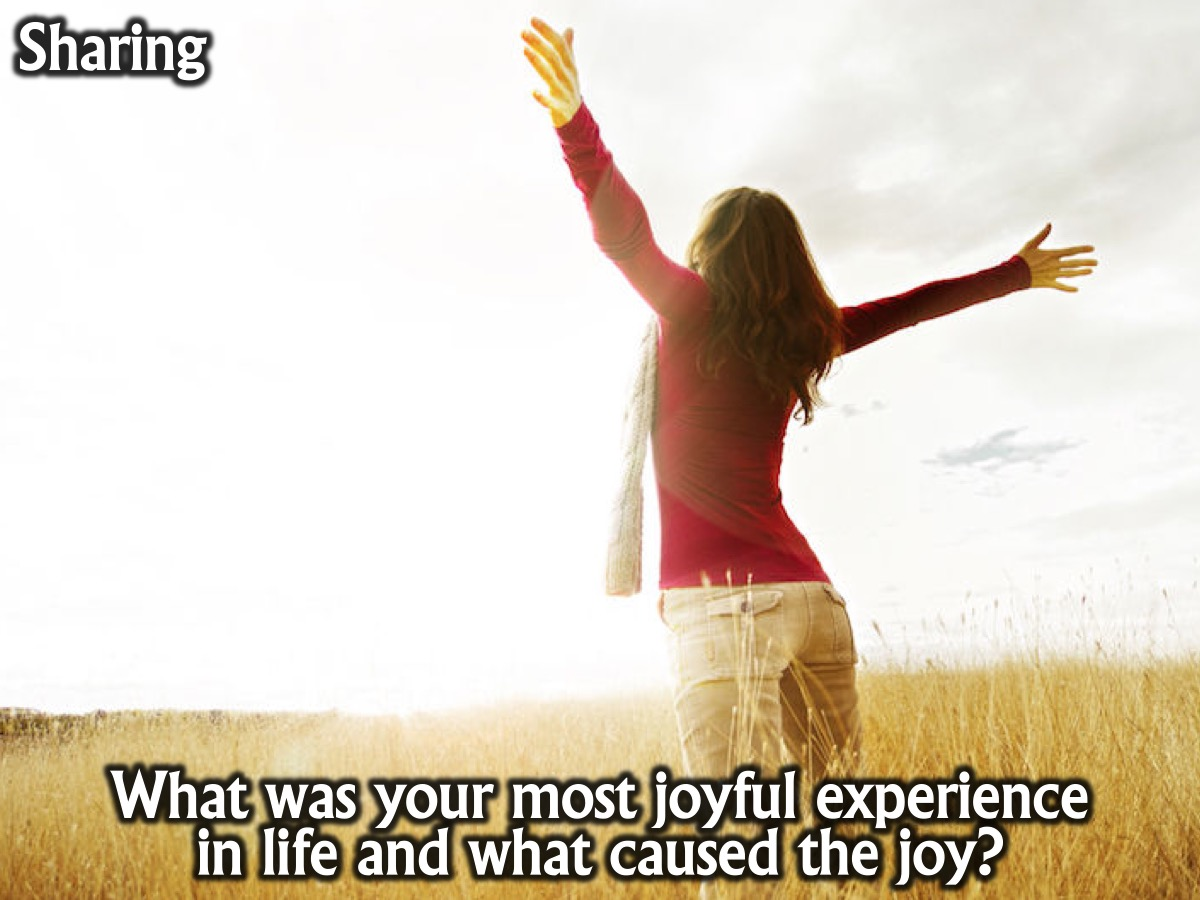 Sharing
What was your most joyful experience
in life and what caused the joy?